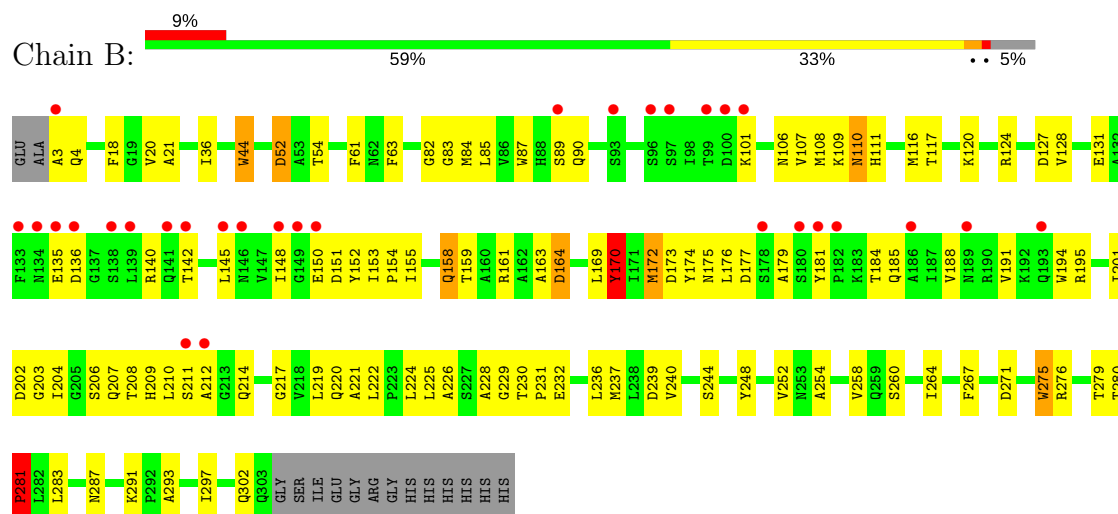 9%
Chain B:
59% 33% • • 5%
GLU ALA A3 Q4 F18 G19 V20 A21 I36 W44 D52 A53 T54 F61 N62 F63 G82 G83 M84 L85 V86 W87 H88 S89 Q90 S93 S96 S97 I98 T99 D100 K101 N106 V107 M108 K109 N110 H111 M116 T117 K120 R124 D127 V128 E131 A132
F133 N134 E135 D136 G137 S138 L139 R140 Q141 T142 L145 N146 V147 I148 G149 E150 D151 Y152 I153 P154 I155 Q158 T159 A160 R161 A162 A163 D164 L169 Y170 I171 M172 D173 Y174 N175 L176 D177 S178 A179 S180 Y181 P182 K183 T184 Q185 A186 I187 V188 N189 R190 V191 K192 Q193 W194 R195 I201
D202 G203 I204 G205 S206 Q207 T208 H209 L210 S211 A212 G213 Q214 G217 V218 L219 Q220 A221 L222 P223 L224 L225 A226 S227 A228 G229 T230 P231 E232 L236 M237 L238 D239 V240 S244 Y248 V252 N253 A254 V258 Q259 S260 I264 F267 D271 W275 R276 T279 T280
P281 L282 L283 N287 K291 P292 A293 I297 Q302 Q303 GLY SER ILE GLU GLY ARG GLY HIS HIS HIS HIS HIS HIS